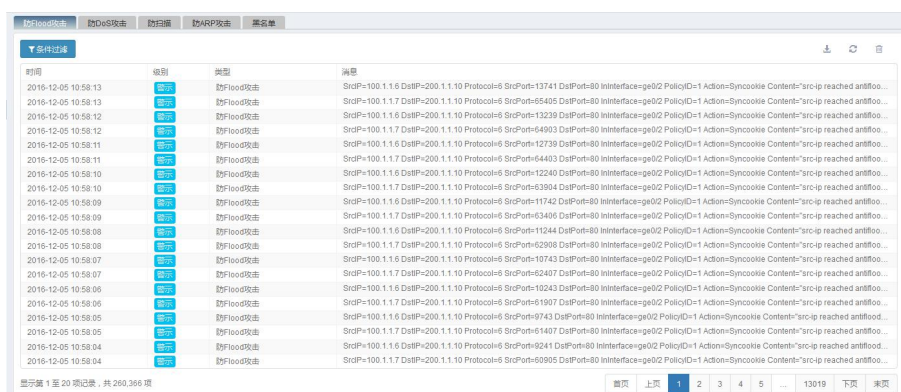 防Flood攻击 防DoS攻击 防扫描 防ARP攻击 黑名单
条件过滤
时间 级别 类型 消息
2016-12-05 10:58:13 警示 防Flood攻击 SrcIP=100.1.1.6 DstIP=200.1.1.10 Protocol=6 SrcPort=13741 DstPort=80 InInterface=ge0/2 PolicyID=1 Action=Syncookie Content="src-ip reached antifloo...
2016-12-05 10:58:13 警示 防Flood攻击 SrcIP=100.1.1.7 DstIP=200.1.1.10 Protocol=6 SrcPort=65405 DstPort=80 InInterface=ge0/2 PolicyID=1 Action=Syncookie Content="src-ip reached antifloo...
2016-12-05 10:58:12 警示 防Flood攻击 SrcIP=100.1.1.6 DstIP=200.1.1.10 Protocol=6 SrcPort=13239 DstPort=80 InInterface=ge0/2 PolicyID=1 Action=Syncookie Content="src-ip reached antifloo...
2016-12-05 10:58:12 警示 防Flood攻击 SrcIP=100.1.1.7 DstIP=200.1.1.10 Protocol=6 SrcPort=64903 DstPort=80 InInterface=ge0/2 PolicyID=1 Action=Syncookie Content="src-ip reached antifloo...
2016-12-05 10:58:11 警示 防Flood攻击 SrcIP=100.1.1.6 DstIP=200.1.1.10 Protocol=6 SrcPort=12739 DstPort=80 InInterface=ge0/2 PolicyID=1 Action=Syncookie Content="src-ip reached antifloo...
2016-12-05 10:58:11 警示 防Flood攻击 SrcIP=100.1.1.7 DstIP=200.1.1.10 Protocol=6 SrcPort=64403 DstPort=80 InInterface=ge0/2 PolicyID=1 Action=Syncookie Content="src-ip reached antifloo...
2016-12-05 10:58:10 警示 防Flood攻击 SrcIP=100.1.1.6 DstIP=200.1.1.10 Protocol=6 SrcPort=12240 DstPort=80 InInterface=ge0/2 PolicyID=1 Action=Syncookie Content="src-ip reached antifloo...
2016-12-05 10:58:10 警示 防Flood攻击 SrcIP=100.1.1.7 DstIP=200.1.1.10 Protocol=6 SrcPort=63904 DstPort=80 InInterface=ge0/2 PolicyID=1 Action=Syncookie Content="src-ip reached antifloo...
2016-12-05 10:58:09 警示 防Flood攻击 SrcIP=100.1.1.6 DstIP=200.1.1.10 Protocol=6 SrcPort=11742 DstPort=80 InInterface=ge0/2 PolicyID=1 Action=Syncookie Content="src-ip reached antifloo...
2016-12-05 10:58:09 警示 防Flood攻击 SrcIP=100.1.1.7 DstIP=200.1.1.10 Protocol=6 SrcPort=63406 DstPort=80 InInterface=ge0/2 PolicyID=1 Action=Syncookie Content="src-ip reached antifloo...
2016-12-05 10:58:08 警示 防Flood攻击 SrcIP=100.1.1.6 DstIP=200.1.1.10 Protocol=6 SrcPort=11244 DstPort=80 InInterface=ge0/2 PolicyID=1 Action=Syncookie Content="src-ip reached antifloo...
2016-12-05 10:58:08 警示 防Flood攻击 SrcIP=100.1.1.7 DstIP=200.1.1.10 Protocol=6 SrcPort=62908 DstPort=80 InInterface=ge0/2 PolicyID=1 Action=Syncookie Content="src-ip reached antifloo...
2016-12-05 10:58:07 警示 防Flood攻击 SrcIP=100.1.1.6 DstIP=200.1.1.10 Protocol=6 SrcPort=10743 DstPort=80 InInterface=ge0/2 PolicyID=1 Action=Syncookie Content="src-ip reached antifloo...
2016-12-05 10:58:07 警示 防Flood攻击 SrcIP=100.1.1.7 DstIP=200.1.1.10 Protocol=6 SrcPort=62407 DstPort=80 InInterface=ge0/2 PolicyID=1 Action=Syncookie Content="src-ip reached antifloo...
2016-12-05 10:58:06 警示 防Flood攻击 SrcIP=100.1.1.6 DstIP=200.1.1.10 Protocol=6 SrcPort=10243 DstPort=80 InInterface=ge0/2 PolicyID=1 Action=Syncookie Content="src-ip reached antifloo...
2016-12-05 10:58:06 警示 防Flood攻击 SrcIP=100.1.1.7 DstIP=200.1.1.10 Protocol=6 SrcPort=61907 DstPort=80 InInterface=ge0/2 PolicyID=1 Action=Syncookie Content="src-ip reached antifloo...
2016-12-05 10:58:05 警示 防Flood攻击 SrcIP=100.1.1.6 DstIP=200.1.1.10 Protocol=6 SrcPort=9743 DstPort=80 InInterface=ge0/2 PolicyID=1 Action=Syncookie Content="src-ip reached antiflood...
2016-12-05 10:58:05 警示 防Flood攻击 SrcIP=100.1.1.7 DstIP=200.1.1.10 Protocol=6 SrcPort=61407 DstPort=80 InInterface=ge0/2 PolicyID=1 Action=Syncookie Content="src-ip reached antifloo...
2016-12-05 10:58:04 警示 防Flood攻击 SrcIP=100.1.1.6 DstIP=200.1.1.10 Protocol=6 SrcPort=9241 DstPort=80 InInterface=ge0/2 PolicyID=1 Action=Syncookie Content="src-ip reached antiflood...
2016-12-05 10:58:04 警示 防Flood攻击 SrcIP=100.1.1.7 DstIP=200.1.1.10 Protocol=6 SrcPort=60905 DstPort=80 InInterface=ge0/2 PolicyID=1 Action=Syncookie Content="src-ip reached antifloo...
显示第 1 至 20 项记录，共 260,366 项 首页 上页 1 2 3 4 5 ... 13019 下页 末页